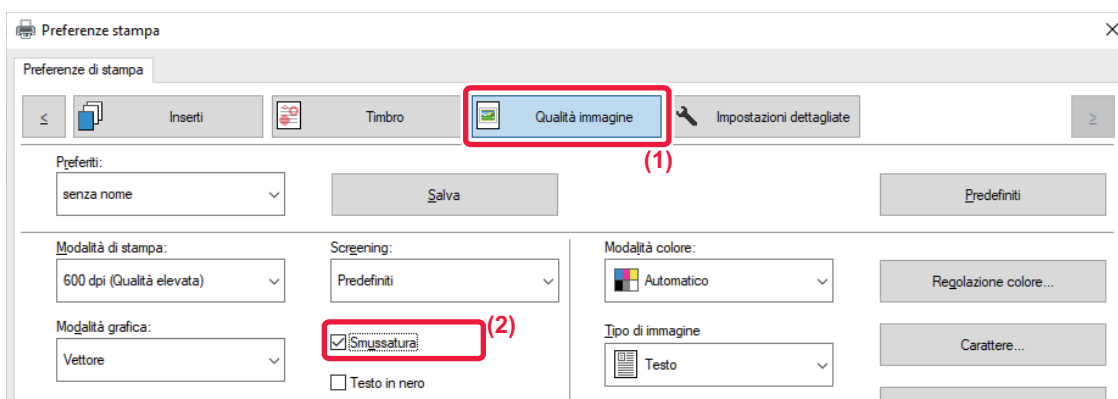 Preferenze stampa
Preferenze di stampa
< Inserti Timbro Qualità immagine Impostazioni dettagliate >
(1)
Preferiti:
senza nome Salva Predefiniti
Modalità di stampa: Screening: Modalità colore:
600 dpi (Qualità elevata) Predefiniti Automatico Regolazione colore...
Modalità grafica: (2) Tipo di immagine
Smussatura Carattere...
Vettore Testo
Testo in nero